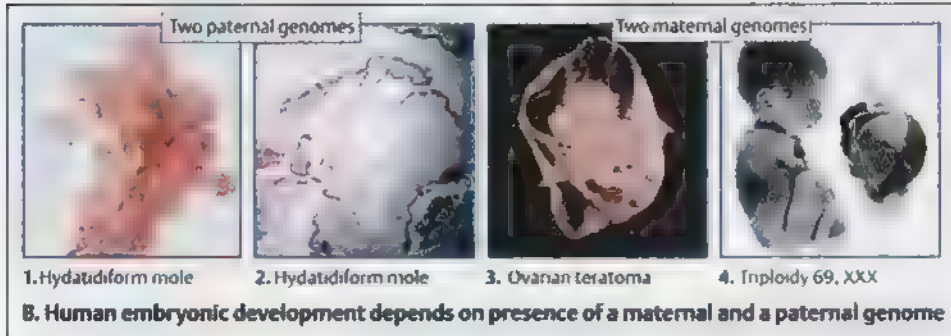 Two paternal genomes
Two maternal genomes
1. Hydatidiform mole
2. Hydatidiform mole
3. Ovarian teratoma
4. Triploidy 69, XXX
B. Human embryonic development depends on presence of a maternal and a paternal genome